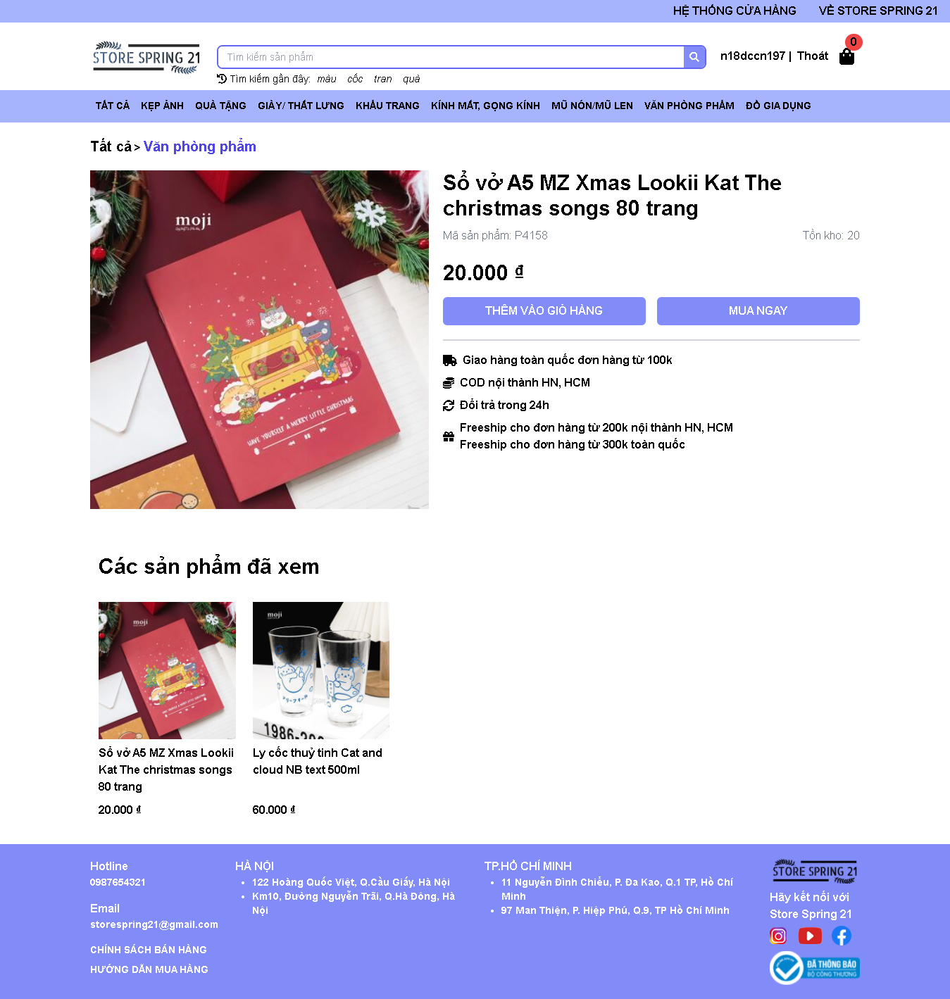 HỆ THỐNG CỬA HÀNG VỀ STORE SPRING 21
STORE SPRING 21
Tìm kiếm sản phẩm
n18dccn197 | Thoát
0
Tìm kiếm gần đây: màu cốc tran quà
TẤT CẢ KẸP ẢNH QUÀ TẶNG GIÀY/ THẮT LƯNG KHẨU TRANG KÍNH MẮT, GỌNG KÍNH MŨ NÓN/MŨ LEN VĂN PHÒNG PHẨM ĐỒ GIA DỤNG
Tất cả > Văn phòng phẩm
moji
HAVE YOURSELF A MERRY LITTLE CHRISTMAS
Sổ vở A5 MZ Xmas Lookii Kat The
christmas songs 80 trang
Mã sản phẩm: P4158 Tồn kho: 20
20.000 ₫
THÊM VÀO GIỎ HÀNG MUA NGAY
Giao hàng toàn quốc đơn hàng từ 100k
COD nội thành HN, HCM
Đổi trả trong 24h
Freeship cho đơn hàng từ 200k nội thành HN, HCM
Freeship cho đơn hàng từ 300k toàn quốc
Các sản phẩm đã xem
moji
HAVE YOURSELF A MERRY LITTLE CHRISTMAS
moji
Sổ vở A5 MZ Xmas Lookii
Kat The christmas songs
80 trang
20.000 ₫
Ly cốc thuỷ tinh Cat and
cloud NB text 500ml
60.000 ₫
Hotline
0987654321
Email
storespring21@gmail.com
CHÍNH SÁCH BÁN HÀNG
HƯỚNG DẪN MUA HÀNG
HÀ NỘI
122 Hoàng Quốc Việt, Q.Cầu Giấy, Hà Nội
Km10, Đường Nguyễn Trãi, Q.Hà Đông, Hà
Nội
TP.HỒ CHÍ MINH
11 Nguyễn Đình Chiểu, P. Đa Kao, Q.1 TP, Hồ Chí
Minh
97 Man Thiện, P. Hiệp Phú, Q.9, TP Hồ Chí Minh
STORE SPRING 21
Hãy kết nối với
Store Spring 21
ĐÃ THÔNG BÁO
BỘ CÔNG THƯƠNG